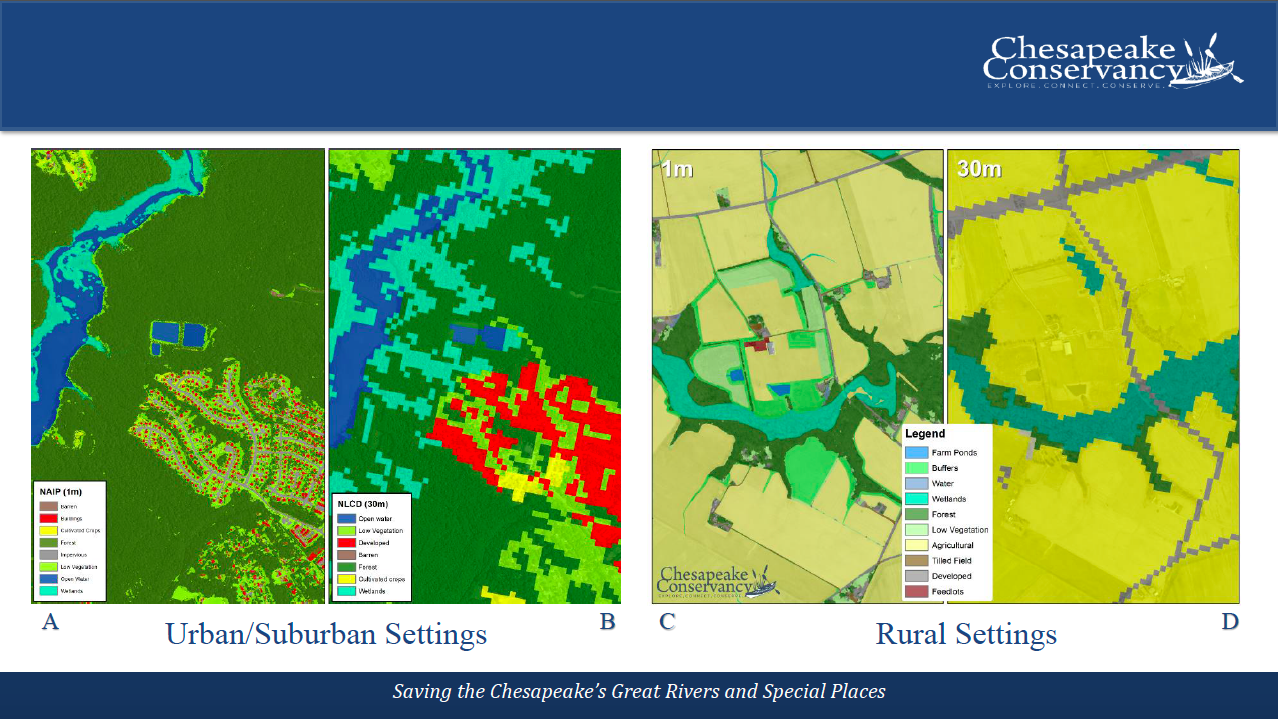 Chesapeake
Conservancy
EXPLORE. CONNECT. CONSERVE.
NAIP (1m)
Barren
Buildings
Cultivated Crops
Forest
Impervious
Low Vegetation
Open Water
Wetlands
NLCD (30m)
Open water
Low Vegetation
Developed
Barren
Forest
Cultivated crops
Wetlands
1m
30m
Legend
Farm Ponds
Buffers
Water
Wetlands
Forest
Low Vegetation
Agricultural
Tilled Field
Developed
Feedlots
Chesapeake
Conservancy
EXPLORE. CONNECT. CONSERVE.
A
Urban/Suburban Settings
B
C
Rural Settings
D
Saving the Chesapeake's Great Rivers and Special Places